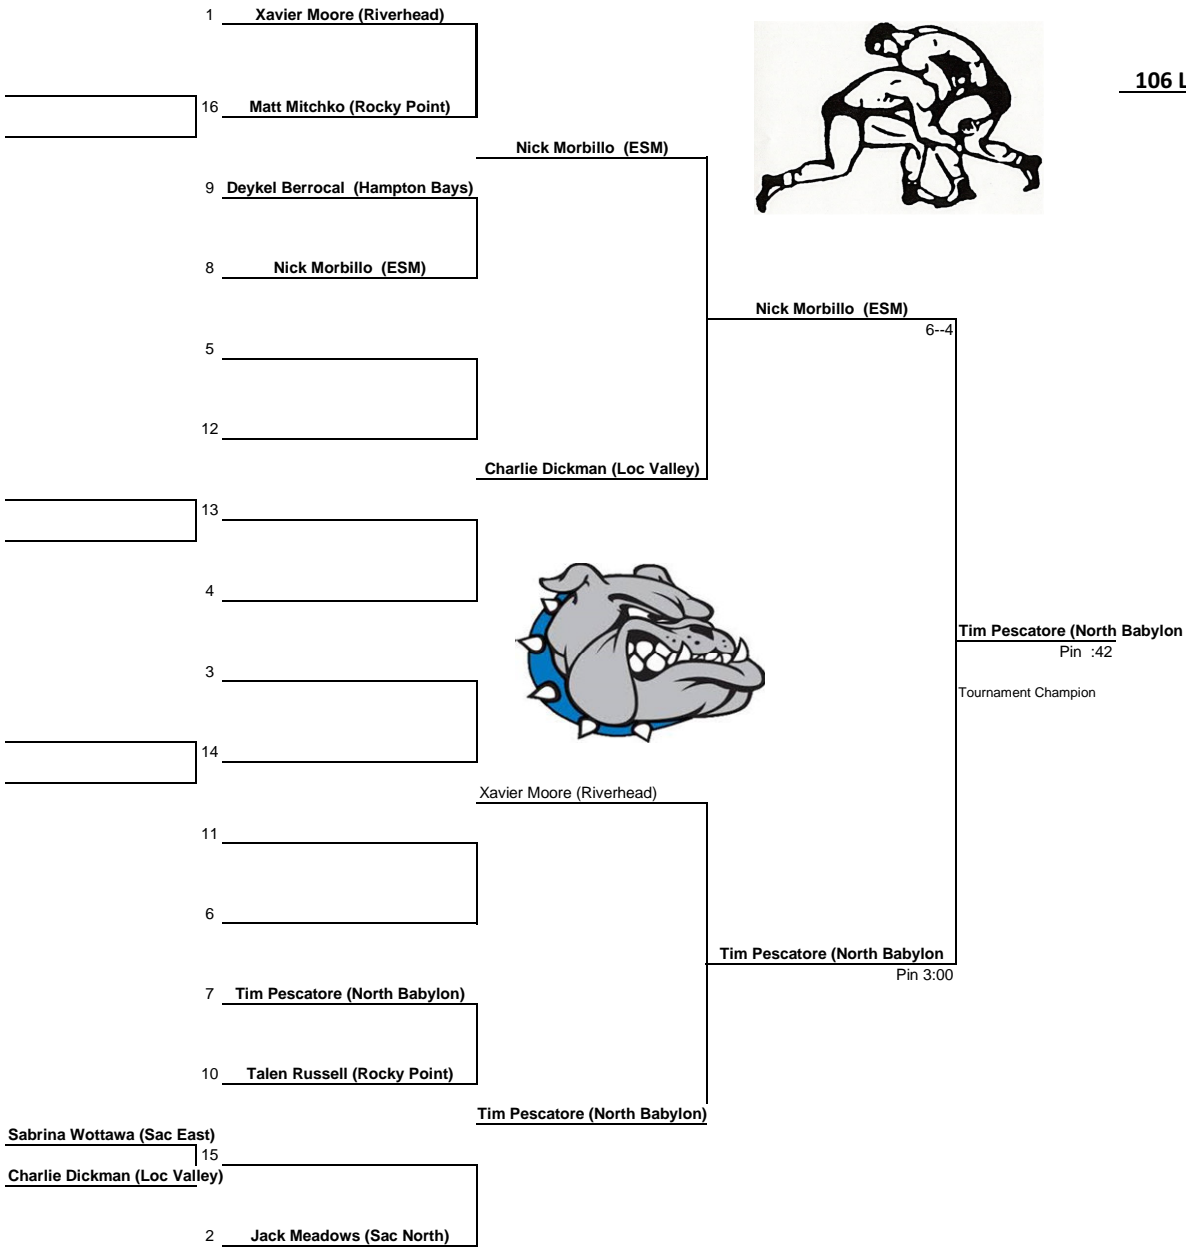 1 Xavier Moore (Riverhead)
106 L
16 Matt Mitchko (Rocky Point)
Nick Morbillo (ESM)
9 Deykel Berrocal (Hampton Bays)
8 Nick Morbillo (ESM)
Nick Morbillo (ESM)
6--4
5
12
Charlie Dickman (Loc Valley)
13
4
Tim Pescatore (North Babylon
Pin :42
3
Tournament Champion
14
Xavier Moore (Riverhead)
11
6
Tim Pescatore (North Babylon
Pin 3:00
7 Tim Pescatore (North Babylon)
10 Talen Russell (Rocky Point)
Tim Pescatore (North Babylon)
Sabrina Wottawa (Sac East)
15
Charlie Dickman (Loc Valley)
2 Jack Meadows (Sac North)